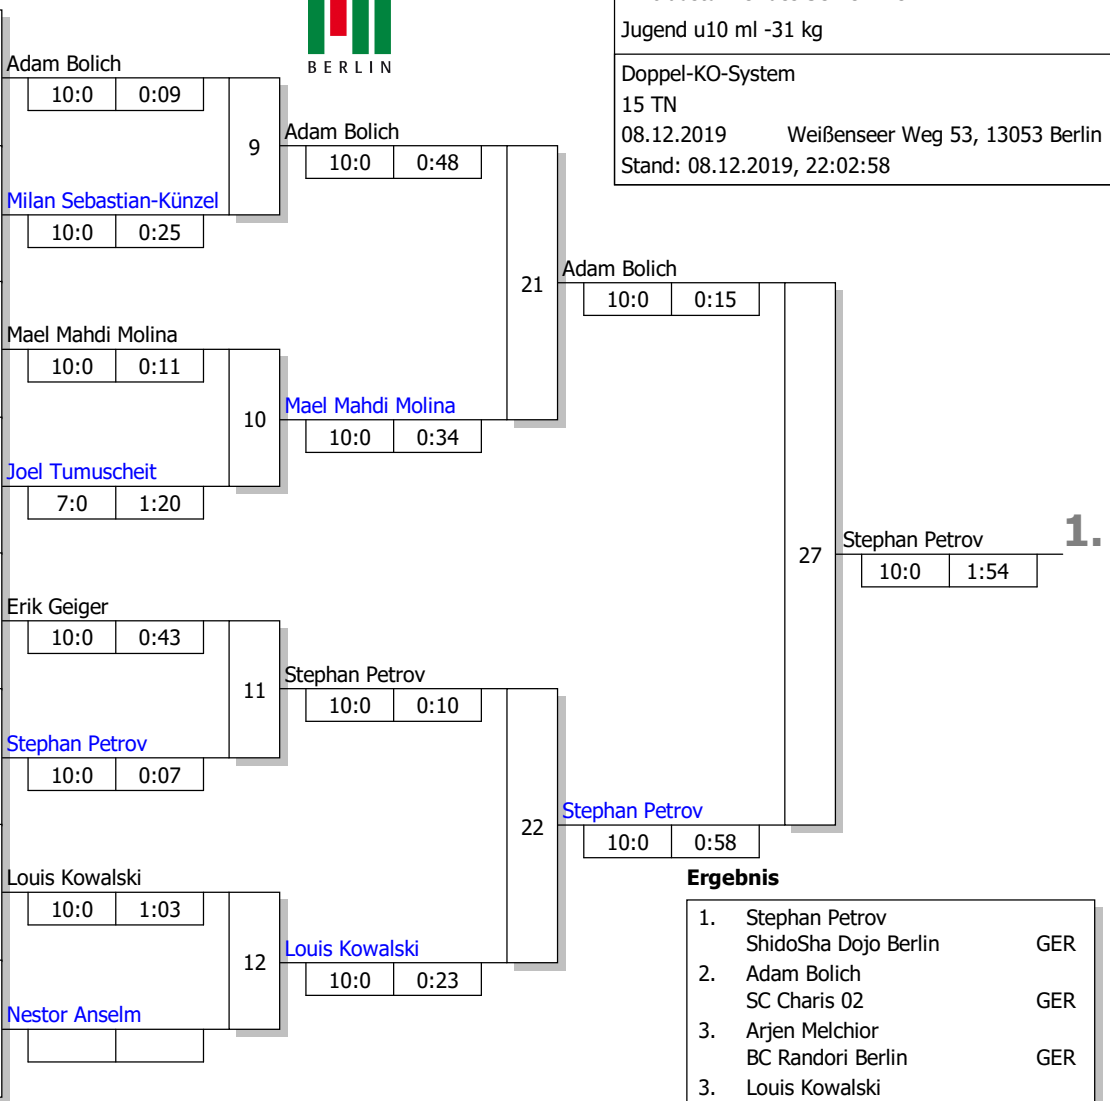 BERLIN
Jugend u10 ml -31 kg
Doppel-KO-System
15 TN
08.12.2019 Weißenseer Weg 53, 13053 Berlin
Stand: 08.12.2019, 22:02:58
Adam Bolich
10:0 0:09
9
Milan Sebastian-Künzel
10:0 0:25
Mael Mahdi Molina
10:0 0:11
10
Joel Tumuscheit
7:0 1:20
Erik Geiger
10:0 0:43
11
Stephan Petrov
10:0 0:07
Louis Kowalski
10:0 1:03
12
Nestor Anselm
Adam Bolich
10:0 0:48
21
Mael Mahdi Molina
10:0 0:34
Stephan Petrov
10:0 0:10
22
Louis Kowalski
10:0 0:23
Adam Bolich
10:0 0:15
27
Stephan Petrov
10:0 0:58
Stephan Petrov 1.
10:0 1:54
Ergebnis
1. Stephan Petrov
ShidoSha Dojo Berlin GER
2. Adam Bolich
SC Charis 02 GER
3. Arjen Melchior
BC Randori Berlin GER
3. Louis Kowalski